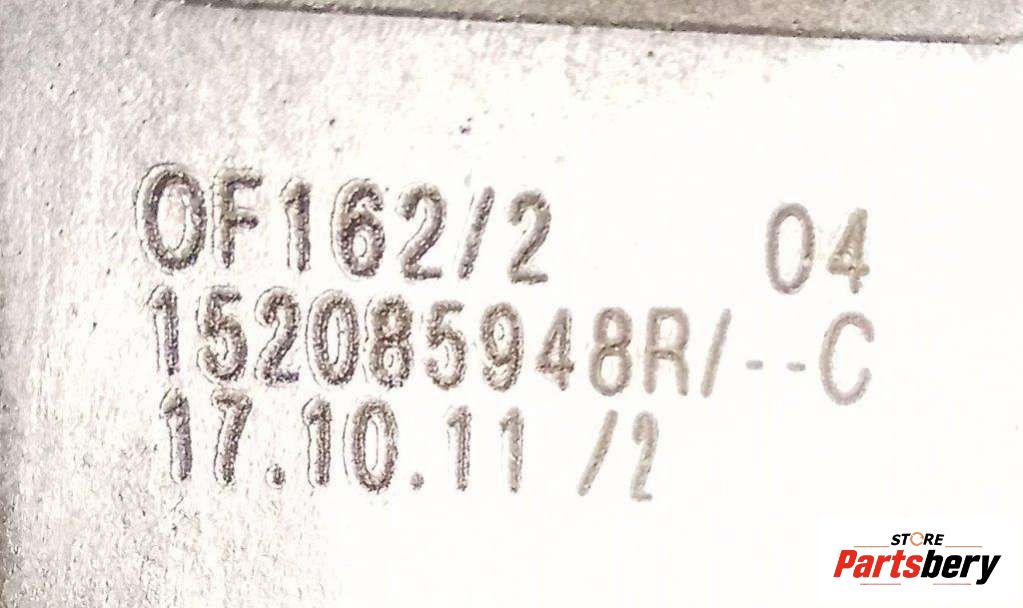 OF162/2 04
152085948R/--C
17.10.11 /2
STORE
Partsbery